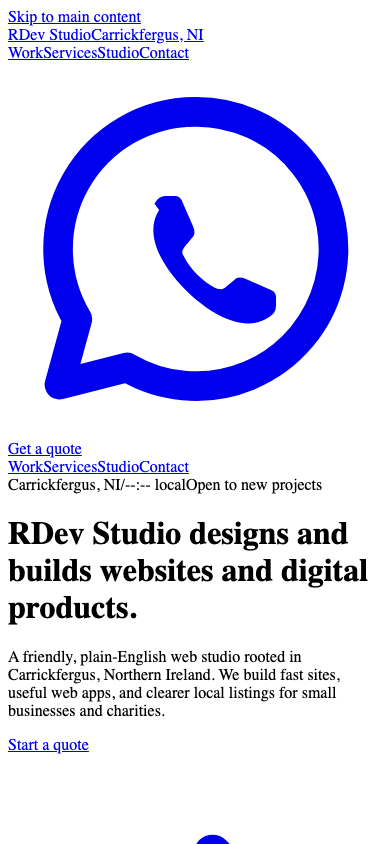 Skip to main content
RDev StudioCarrickfergus, NI
WorkServicesStudioContact
Get a quote
WorkServicesStudioContact
Carrickfergus, NI/--:-- localOpen to new projects
RDev Studio designs and
builds websites and digital
products.
A friendly, plain-English web studio rooted in
Carrickfergus, Northern Ireland. We build fast sites,
useful web apps, and clearer local listings for small
businesses and charities.
Start a quote